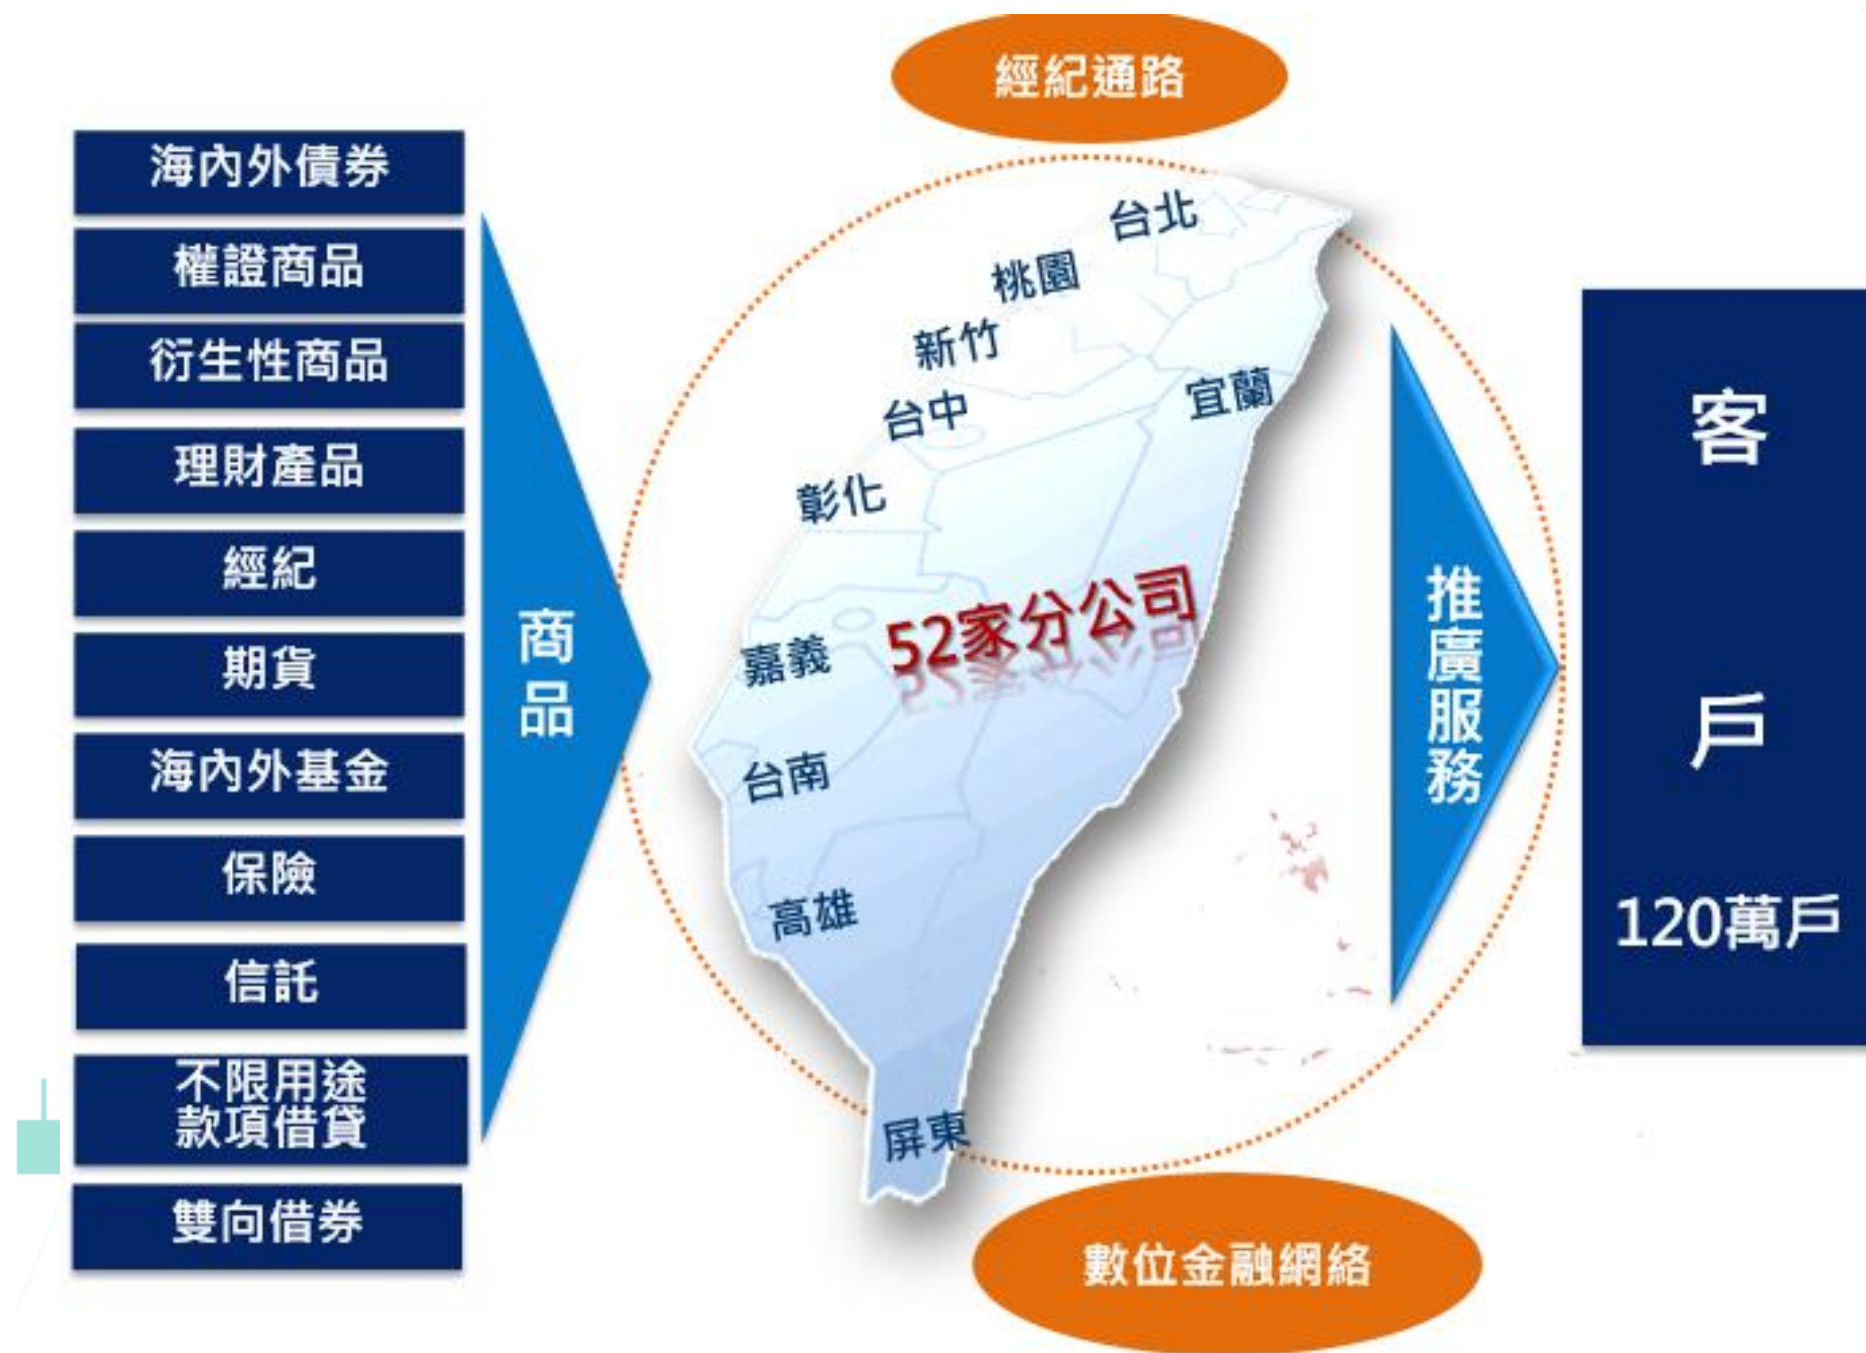 經紀通路
海內外債券
權證商品
衍生性商品
理財產品
經紀
期貨
海內外基金
保險
信託
不限用途
款項借貸
雙向借券
商品
台北
桃園
新竹
台中
宜蘭
彰化
52家分公司
嘉義
台南
高雄
屏東
推廣服務
客
戶
120萬戶
數位金融網絡